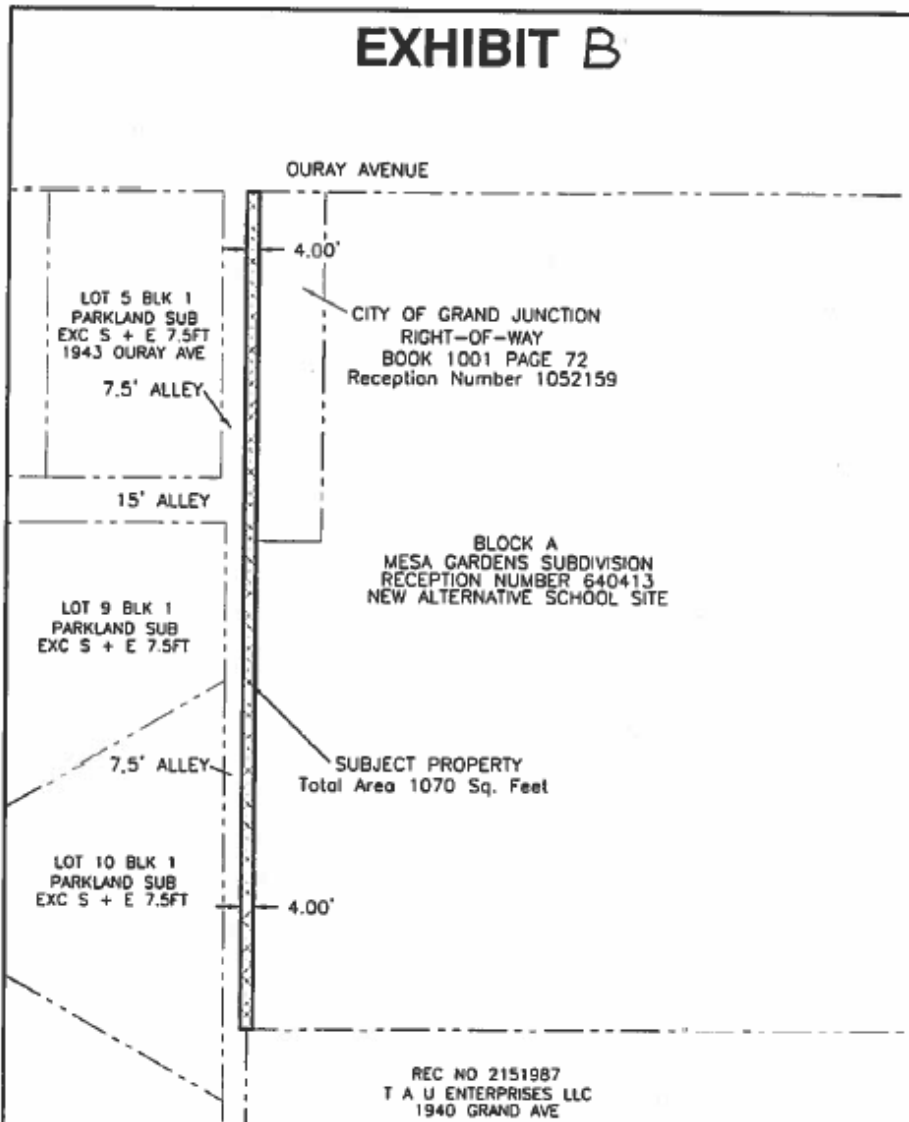 EXHIBIT B
OURAY AVENUE
4.00'
LOT 5 BLK 1
PARKLAND SUB
EXC S + E 7.5FT
1943 OURAY AVE
CITY OF GRAND JUNCTION
RIGHT-OF-WAY
BOOK 1001 PAGE 72
Reception Number 1052159
7.5' ALLEY
15' ALLEY
BLOCK A
MESA GARDENS SUBDIVISION
RECEPTION NUMBER 640413
NEW ALTERNATIVE SCHOOL SITE
LOT 9 BLK 1
PARKLAND SUB
EXC S + E 7.5FT
7.5' ALLEY
SUBJECT PROPERTY
Total Area 1070 Sq. Feet
LOT 10 BLK 1
PARKLAND SUB
EXC S + E 7.5FT
4.00'
REC NO 2151987
T A U ENTERPRISES LLC
1940 GRAND AVE